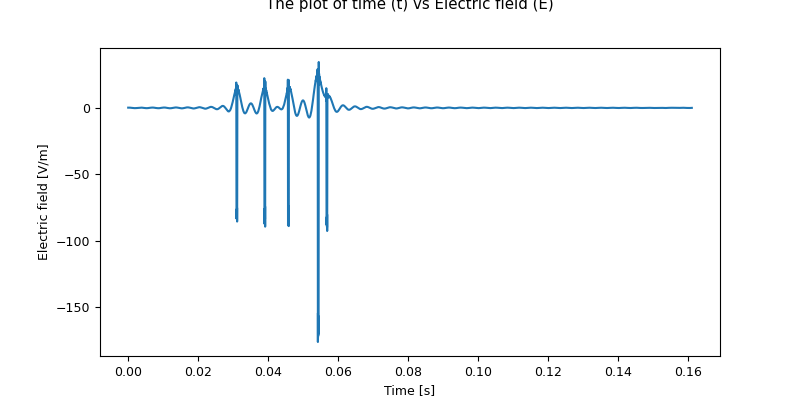 The plot of time (t) vs Electric field (E)
0
−50
−100
−150
Electric field [V/m]
0.00 0.02 0.04 0.06 0.08 0.10 0.12 0.14 0.16
Time [s]